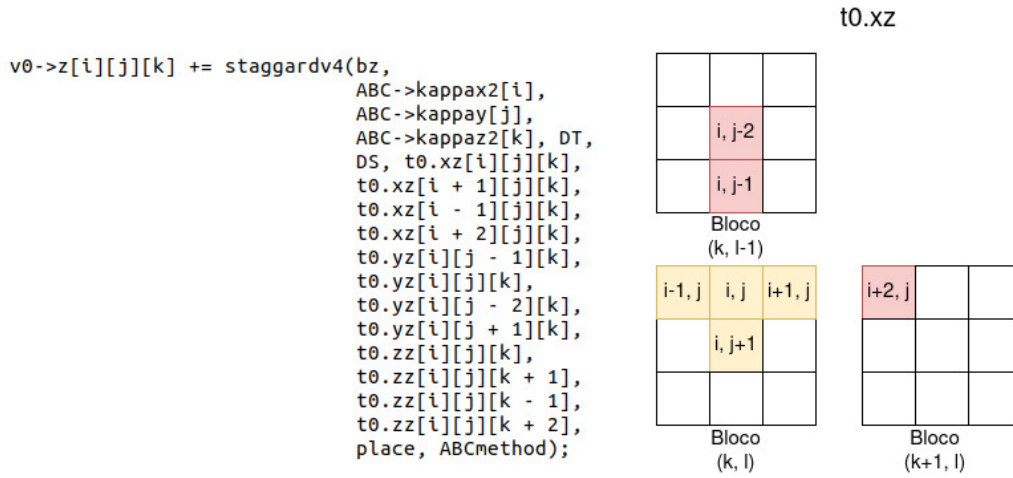 t0.xz
v0->z[i][j][k] += staggardv4(bz,
ABC->kappax2[i],
ABC->kappay[j],
ABC->kappaz2[k], DT,
DS, t0.xz[i][j][k],
t0.xz[i + 1][j][k],
t0.xz[i - 1][j][k],
t0.xz[i + 2][j][k],
t0.yz[i][j - 1][k],
t0.yz[i][j][k],
t0.yz[i][j - 2][k],
t0.yz[i][j + 1][k],
t0.zz[i][j][k],
t0.zz[i][j][k + 1],
t0.zz[i][j][k - 1],
t0.zz[i][j][k + 2],
place, ABCmethod);
i, j-2
i, j-1
Bloco
(k, l-1)
i-1, j
i, j
i+1, j
i, j+1
Bloco
(k, l)
i+2, j
Bloco
(k+1, l)